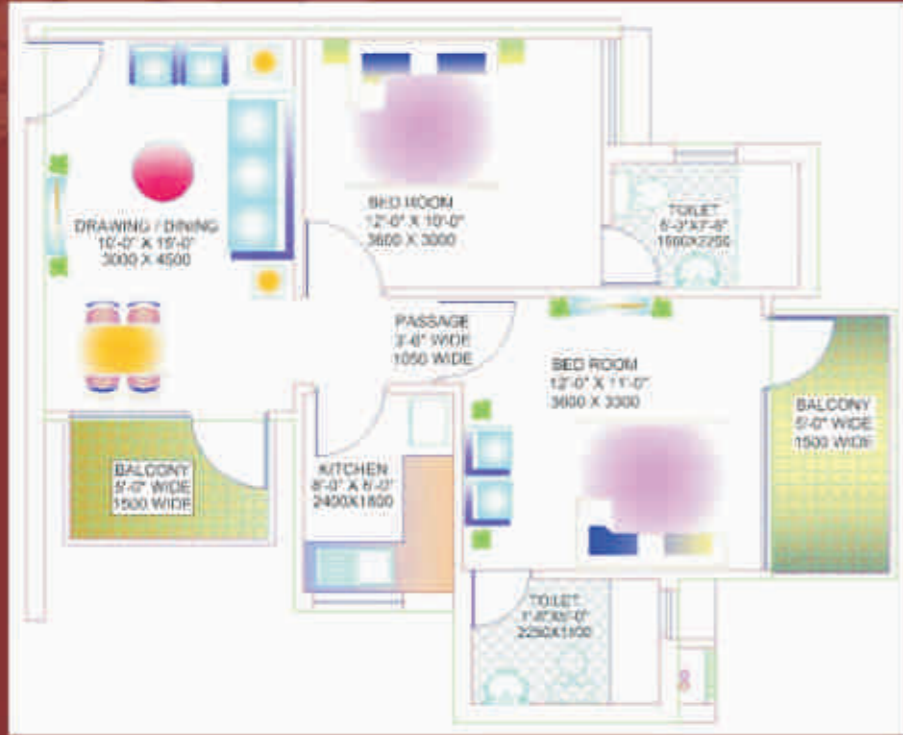 BED ROOM
12'-0" X 10'-0"
3600 X 3000
TOILET
DRAWING / DINING
10'-0" X 15'-0"
3000 X 4500
PASSAGE
3'-6" WIDE
1050 WIDE
BED ROOM
12'-0" X 11'-0"
3600 X 3300
BALCONY
5'-0" WIDE
1500 WIDE
BALCONY
5'-0" WIDE
1500 WIDE
KITCHEN
8'-0" X 6'-0"
2400X1800
TOILET